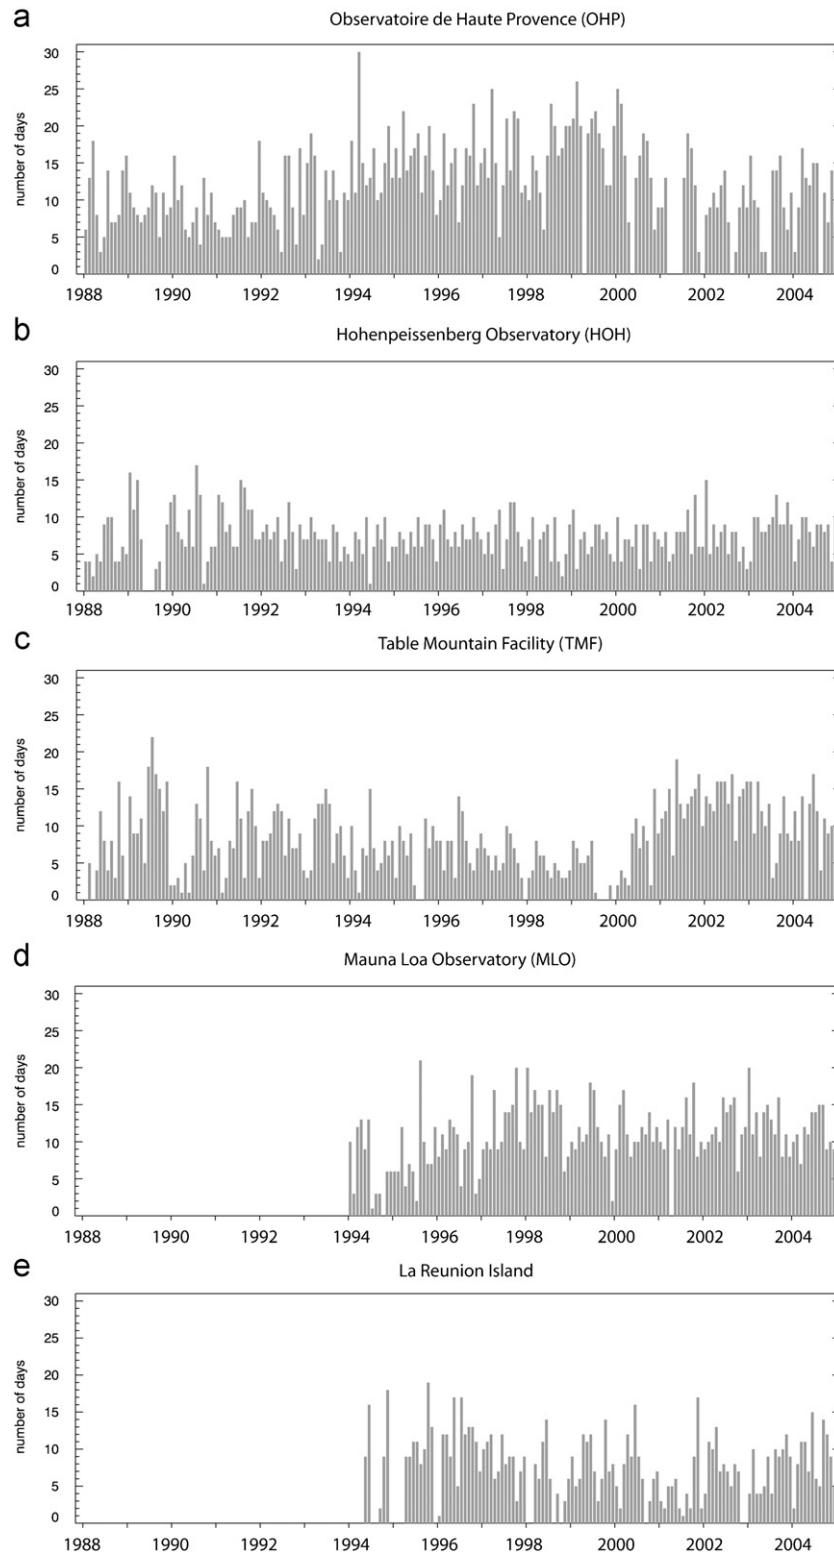 a
Observatoire de Haute Provence (OHP)
number of days
30
25
20
15
10
5
0
1988 1990 1992 1994 1996 1998 2000 2002 2004
b
Hohenpeissenberg Observatory (HOH)
number of days
30
25
20
15
10
5
0
1988 1990 1992 1994 1996 1998 2000 2002 2004
c
Table Mountain Facility (TMF)
number of days
30
25
20
15
10
5
0
1988 1990 1992 1994 1996 1998 2000 2002 2004
d
Mauna Loa Observatory (MLO)
number of days
30
25
20
15
10
5
0
1988 1990 1992 1994 1996 1998 2000 2002 2004
e
La Reunion Island
number of days
30
25
20
15
10
5
0
1988 1990 1992 1994 1996 1998 2000 2002 2004